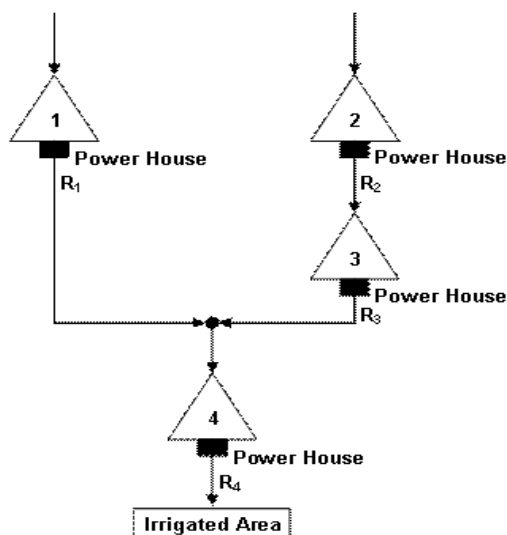 1
2
Power House
Power House
R₁
R₂
3
Power House
R₃
4
Power House
R₄
Irrigated Area